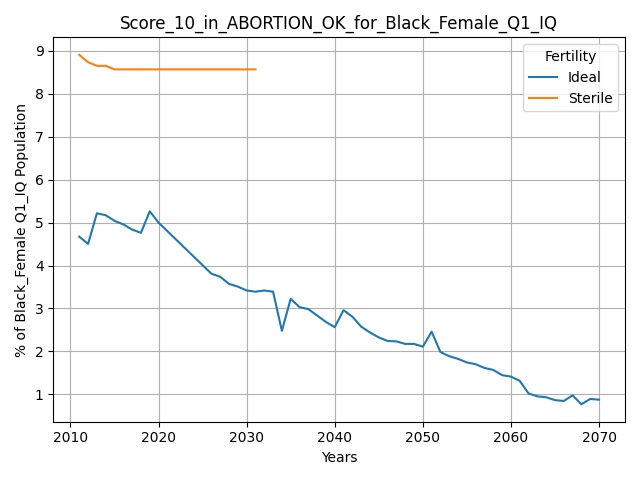 Score_10_in_ABORTION_OK_for_Black_Female_Q1_IQ
% of Black_Female Q1_IQ Population
9
8
7
6
5
4
3
2
1
Fertility
Ideal
Sterile
2010 2020 2030 2040 2050 2060 2070
Years